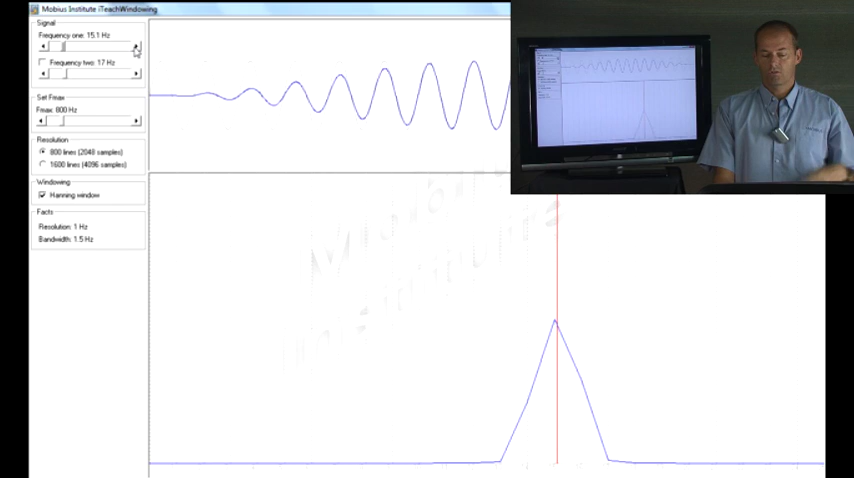 Mobius Institute iTeachWindowing
Signal
Frequency one: 15.1 Hz
Frequency two: 17 Hz
Set Fmax
Fmax: 800 Hz
Resolution
800 lines (2048 samples)
1600 lines (4096 samples)
Windowing
Hanning window
Facts
Resolution: 1 Hz
Bandwidth: 1.5 Hz